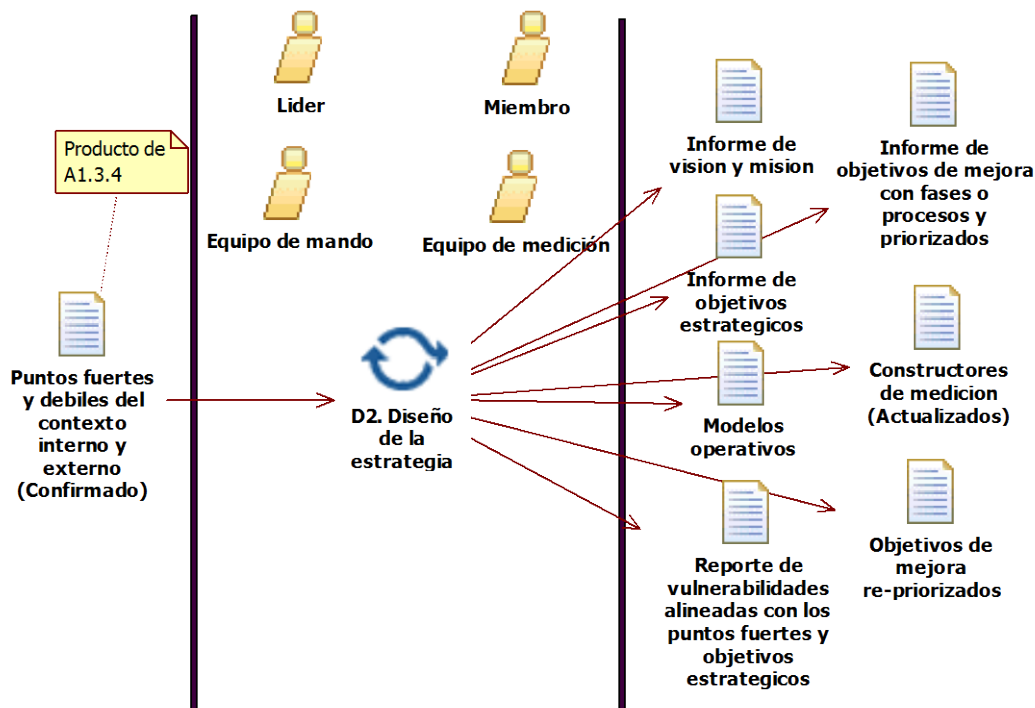 Producto de
A1.3.4
Puntos fuertes
y debiles del
contexto
interno y
externo
(Confirmado)
Lider
Miembro
Equipo de mando
Equipo de medición
D2. Diseño
de la
estrategia
Informe de
vision y mision
Informe de
objetivos de mejora
con fases o
procesos y
priorizados
Informe de
objetivos
estrategicos
Constructores
de medicion
(Actualizados)
Modelos
operativos
Objetivos de
mejora
re-priorizados
Reporte de
vulnerabilidades
alineadas con los
puntos fuertes y
objetivos
estrategicos